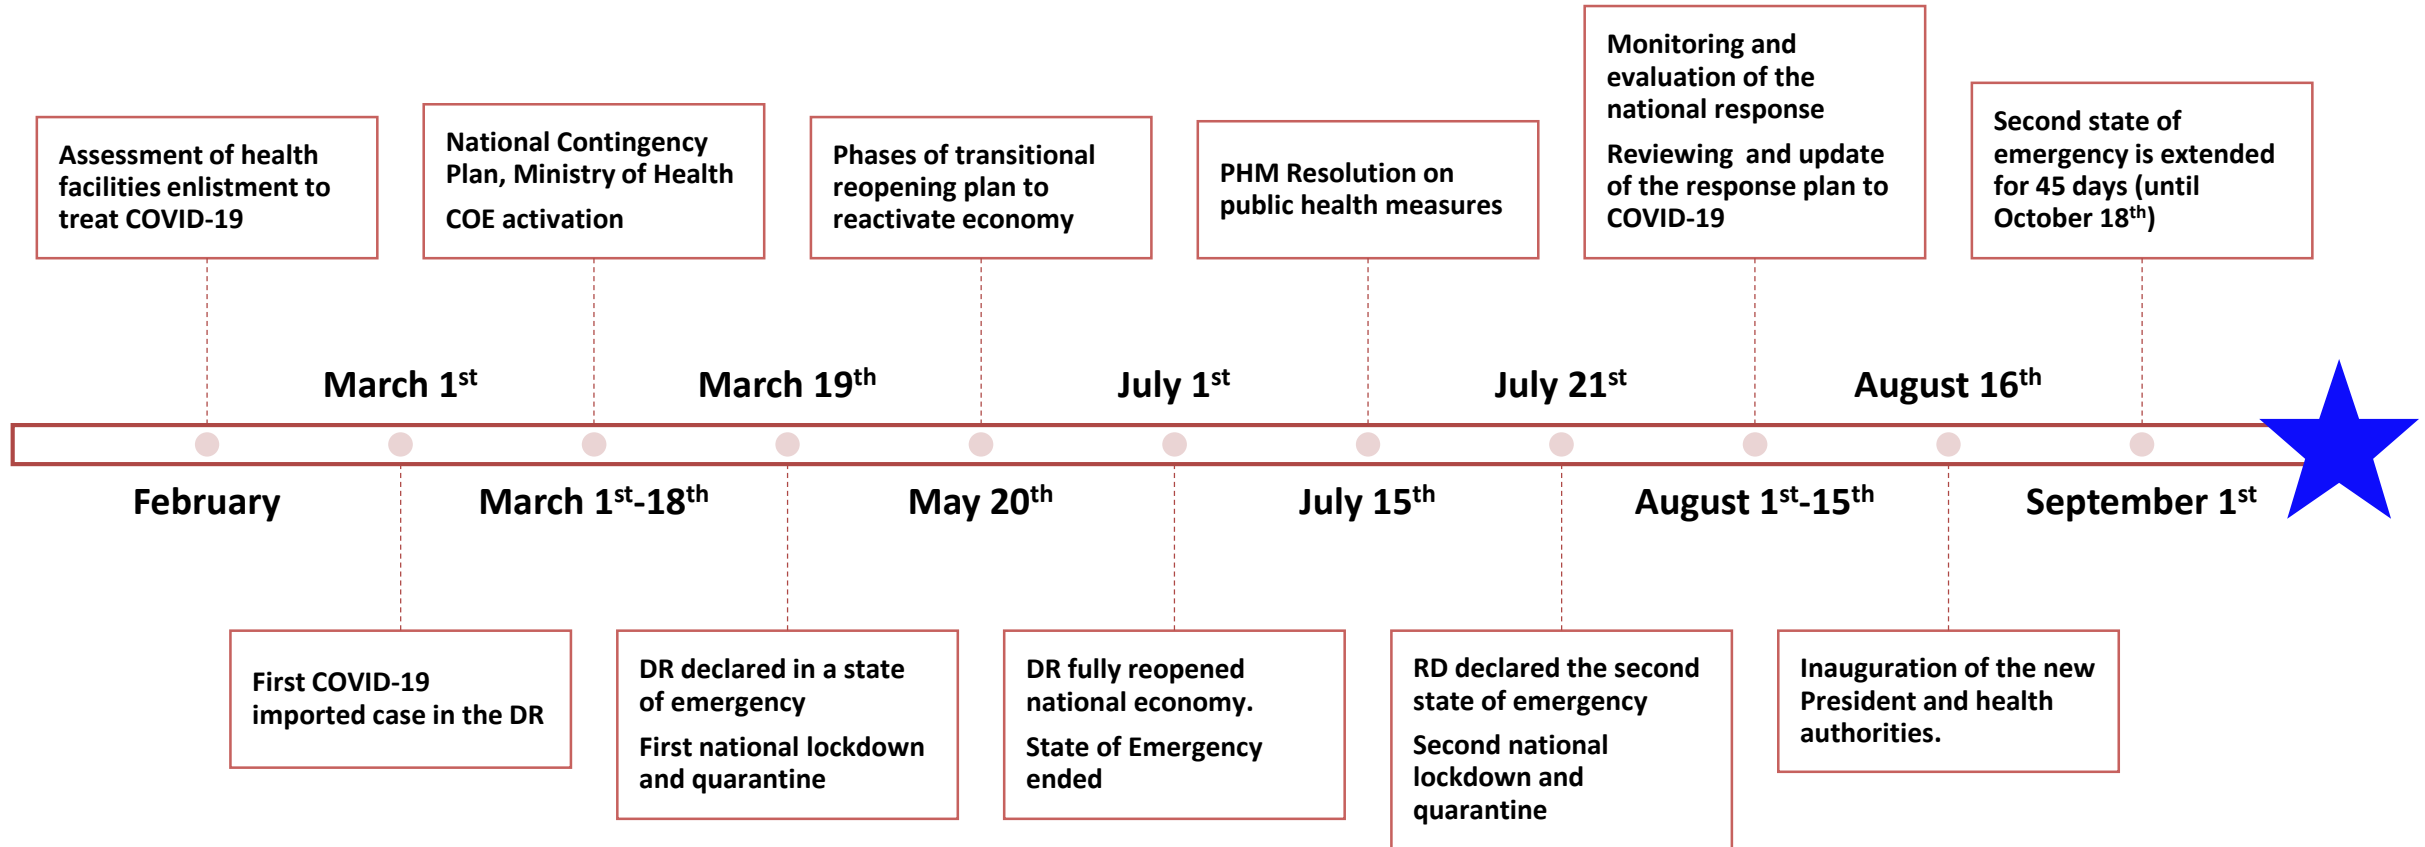 Assessment of health
facilities enlistment to
treat COVID-19
National Contingency
Plan, Ministry of Health
COE activation
Phases of transitional
reopening plan to
reactivate economy
PHM Resolution on
public health measures
Monitoring and
evaluation of the
national response
Reviewing  and update
of the response plan to
COVID-19
Second state of
emergency is extended
for 45 days (until
October 18th)
March 1st
March 19th
July 1st
July 21st
August 16th
February
March 1st-18th
May 20th
July 15th
August 1st-15th
September 1st
First COVID-19
imported case in the DR
DR declared in a state
of emergency
First national lockdown
and quarantine
DR fully reopened
national economy.
State of Emergency
ended
RD declared the second
state of emergency
Second national
lockdown and
quarantine
Inauguration of the new
President and health
authorities.